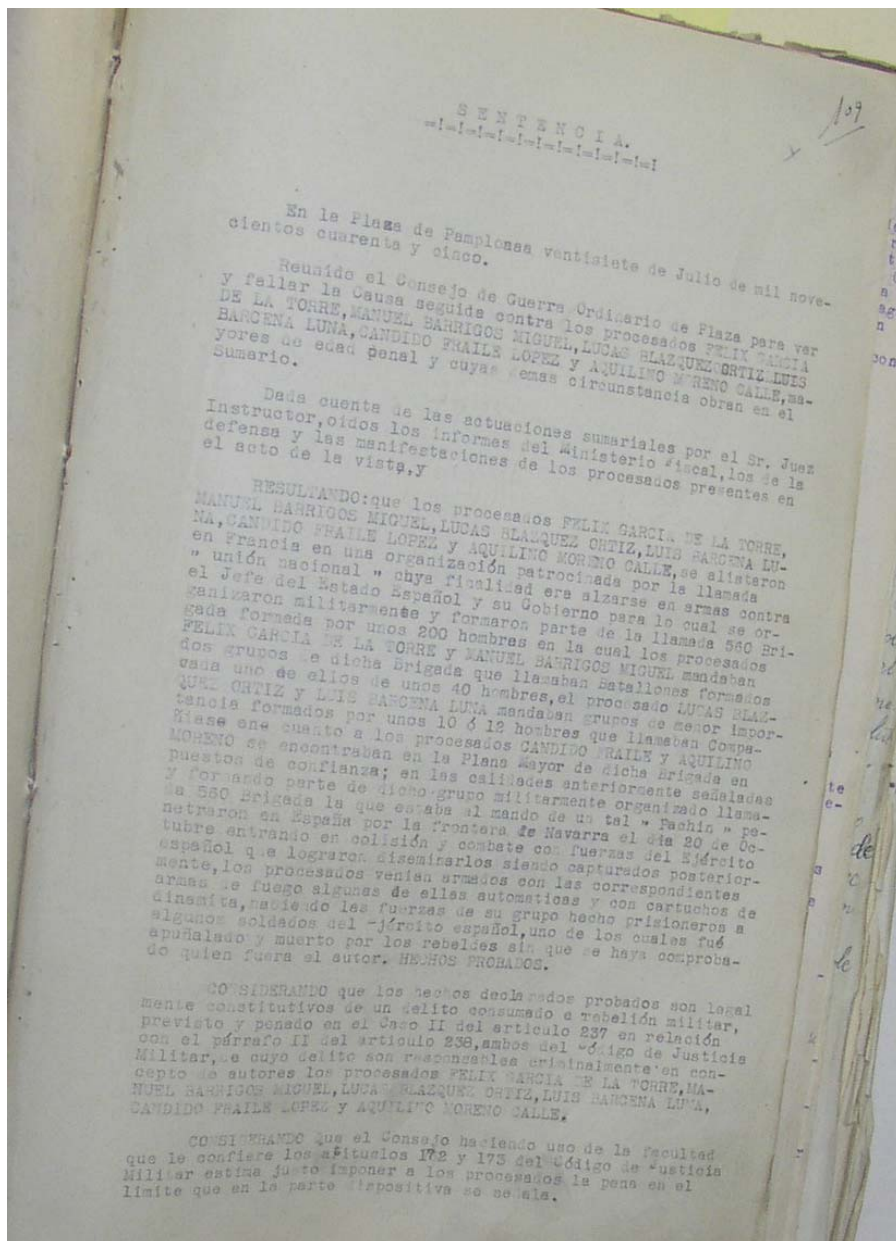 109
SENTENCIA.
=!=!=!=!=!=!=!=!=!=!=!=!
En la Plaza de Pamplonaa ventisiete de Julio de mil nove-
cientos cuarenta y cinco.
Reunido el Consejo de Guerra Ordinario de Plaza para ver
y fallar la Causa seguida contra los procesados FELIX GARCIA
DE LA TORRE,MANUEL BARRIGOS MIGUEL,LUCAS BLAZQUEZ ORTIZ LUIS
BARCENA LUNA,CANDIDO FRAILE LOPEZ y AQUILINO MORENO CALLE,ma-
yores de edad penal y cuyas demas circunstancia obran en el
Sumario.
Dada cuenta de las actuaciones sumariales por el Sr. Juez
Instructor,oidos los informes del Ministerio Fiscal,los de la
defensa y las manifestaciones de los procesados presentes en
el acto de la vista,y
RESULTANDO:que los procesados FELIX GARCIA DE LA TORRE,
MANUEL BARRIGOS MIGUEL,LUCAS BLAZQUEZ ORTIZ,LUIS BARCENA LU-
NA,CANDIDO FRAILE LOPEZ y AQUILINO MORENO CALLE,se alistaron
en Francia en una organización patrocinada por la llamada
" unión nacional " cuya finalidad era alzarse en armas contra
el Jefe del Estado Español y su Gobierno para lo cual se or-
ganizaron militarmente y formaron parte de la llamada 560 Bri-
gada formada por unos 200 hombras en la cual los procesados
FELIX GARCIA DE LA TORRE y MANUEL BARRIGOS MIGUEL mandaban
dos grupos de dicha Brigada que llamaban Batallones formados
cada uno de ellos de unos 40 hombres,el procesado LUCAS BLAZ-
QUEZ ORTIZ y LUIS BARCENA LUNA mandaban grupos de menor impor-
tancia formados por unos 10 ó 12 hombres que llamaban Compa-
ñiase ene cuanto a los procesados CANDIDO FRAILE y AQUILINO
MORENO se encontraban en la Plana Mayor de dicha Brigada en
puestos de confianza; en las calidades anteriormente señaladas
y formando parte de dicho grupo militarmente organizado llama-
da 560 Brigada la que estaba al mando de un tal " Pachin " pe-
netraron en España por la frontera de Navarra el dia 20 de Oc-
tubre entrando en colisión y combate con fuerzas del Ejército
español que lograron diseminarlos siendo capturados posterior-
mente,los procesados venian armados con las correspondientes
armas de fuego algunas de ellas automaticas y con cartuchos de
dinamita,habiendo las fuerzas de su grupo hecho prisioneros a
algunos soldados del -jército español,uno de los cuales fué
apuñalado y muerto por los rebeldes sin que se haya comproba-
do quien fuera el autor. HECHOS PROBADOS.
CONSIDERANDO que los hechos declarados probados son legal
mente constitutivos de un delito consumado e rebelión militar,
previsto y penado en el Caso II del articulo 237 en relación
con el párrafo II del articulo 238,ambos del Código de Justicia
Militar,de cuyo delito son responsables criminalmente en con-
cepto de autores los procesados FELIX GARCIA DE LA TORRE,MA-
NUEL BARRIGOS MIGUEL,LUCAS BLAZQUEZ ORTIZ,LUIS BARCENA LUNA,
CANDIDO FRAILE LOPEZ y AQUILINO MORENO CALLE.
CONSIDERANDO que el Consejo haciendo uso de la facultad
que le confiere los artituelos 172 y 173 del Código de Justicia
Militar estima justo imponer a los procesados la pena en el
limite que en la parte dispositiva se señala.